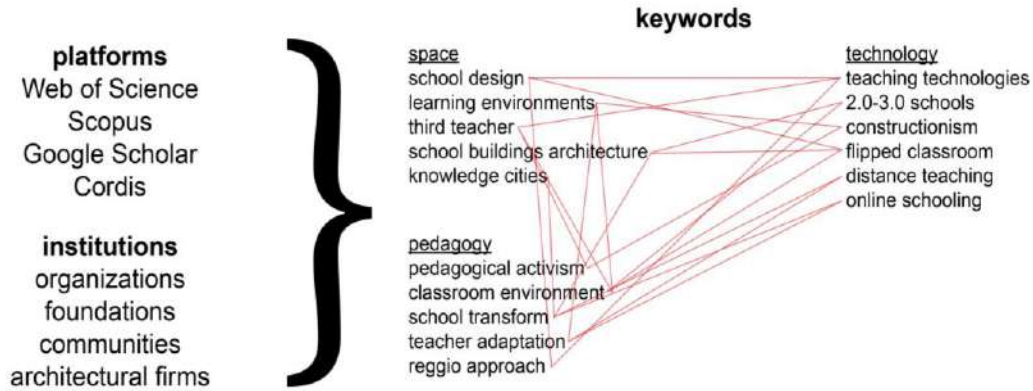 platforms
Web of Science
Scopus
Google Scholar
Cordis
institutions
organizations
foundations
communities
architectural firms
keywords
space
school design
learning environments
third teacher
school buildings architecture
knowledge cities
pedagogy
pedagogical activism
classroom environment
school transform
teacher adaptation
reggio approach
technology
teaching technologies
2.0-3.0 schools
constructionism
flipped classroom
distance teaching
online schooling